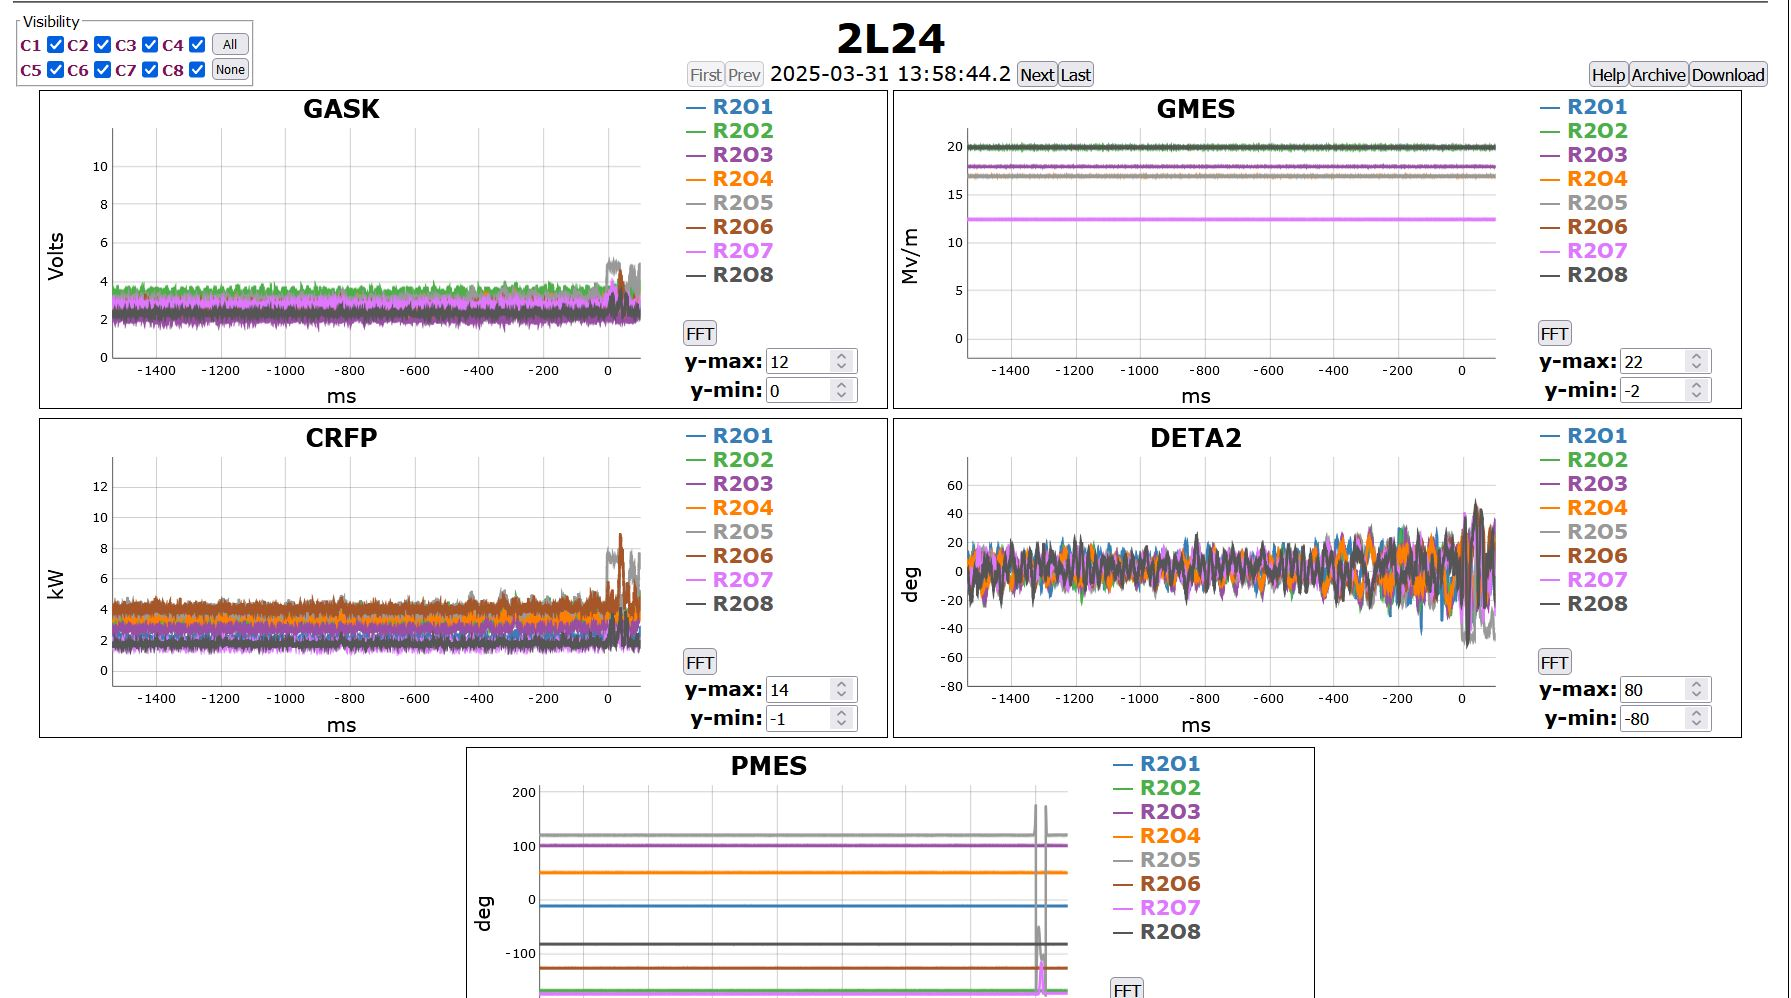 Visibility
C1 C2 C3 C4 All
C5 C6 C7 C8 None
2L24
First Prev 2025-03-31 13:58:44.2 Next Last
Help Archive Download
GASK
10
8
6
4
2
0
Volts
-1400 -1200 -1000 -800 -600 -400 -200 0
ms
R2O1
R2O2
R2O3
R2O4
R2O5
R2O6
R2O7
R2O8
FFT
y-max: 12
y-min: 0
GMES
20
15
10
5
0
Mv/m
-1400 -1200 -1000 -800 -600 -400 -200 0
ms
R2O1
R2O2
R2O3
R2O4
R2O5
R2O6
R2O7
R2O8
FFT
y-max: 22
y-min: -2
CRFP
12
10
8
6
4
2
0
kW
-1400 -1200 -1000 -800 -600 -400 -200 0
ms
R2O1
R2O2
R2O3
R2O4
R2O5
R2O6
R2O7
R2O8
FFT
y-max: 14
y-min: -1
DETA2
60
40
20
0
-20
-40
-60
-80
deg
-1400 -1200 -1000 -800 -600 -400 -200 0
ms
R2O1
R2O2
R2O3
R2O4
R2O5
R2O6
R2O7
R2O8
FFT
y-max: 80
y-min: -80
PMES
200
100
0
-100
deg
R2O1
R2O2
R2O3
R2O4
R2O5
R2O6
R2O7
R2O8
FFT